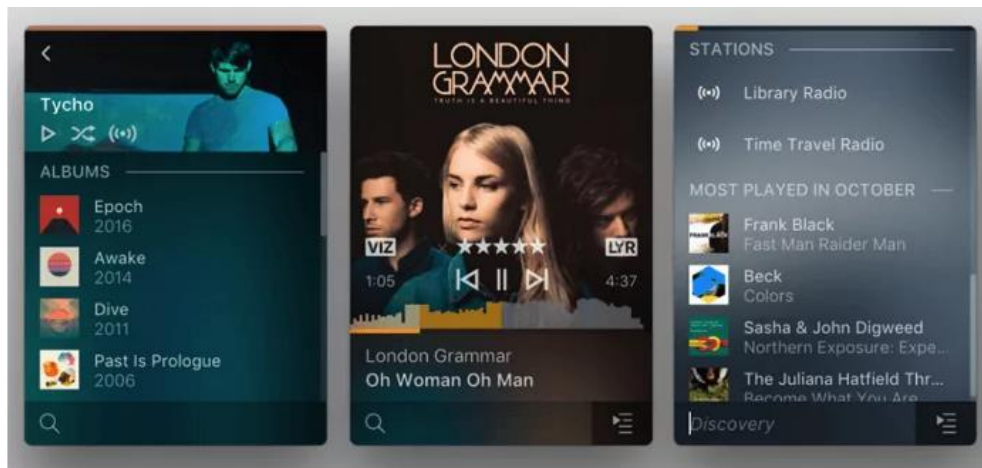 Tycho
ALBUMS
Epoch
2016
Awake
2014
Dive
2011
Past Is Prologue
2006
LONDON
GRAMMAR
TRUTH IS A BEAUTIFUL THING
VIZ
LYR
1:05
4:37
London Grammar
Oh Woman Oh Man
STATIONS
Library Radio
Time Travel Radio
MOST PLAYED IN OCTOBER
FRANK BLACK
Frank Black
Fast Man Raider Man
Beck
Colors
Sasha & John Digweed
Northern Exposure: Expe...
The Juliana Hatfield Thr...
Become What You Are
Discovery